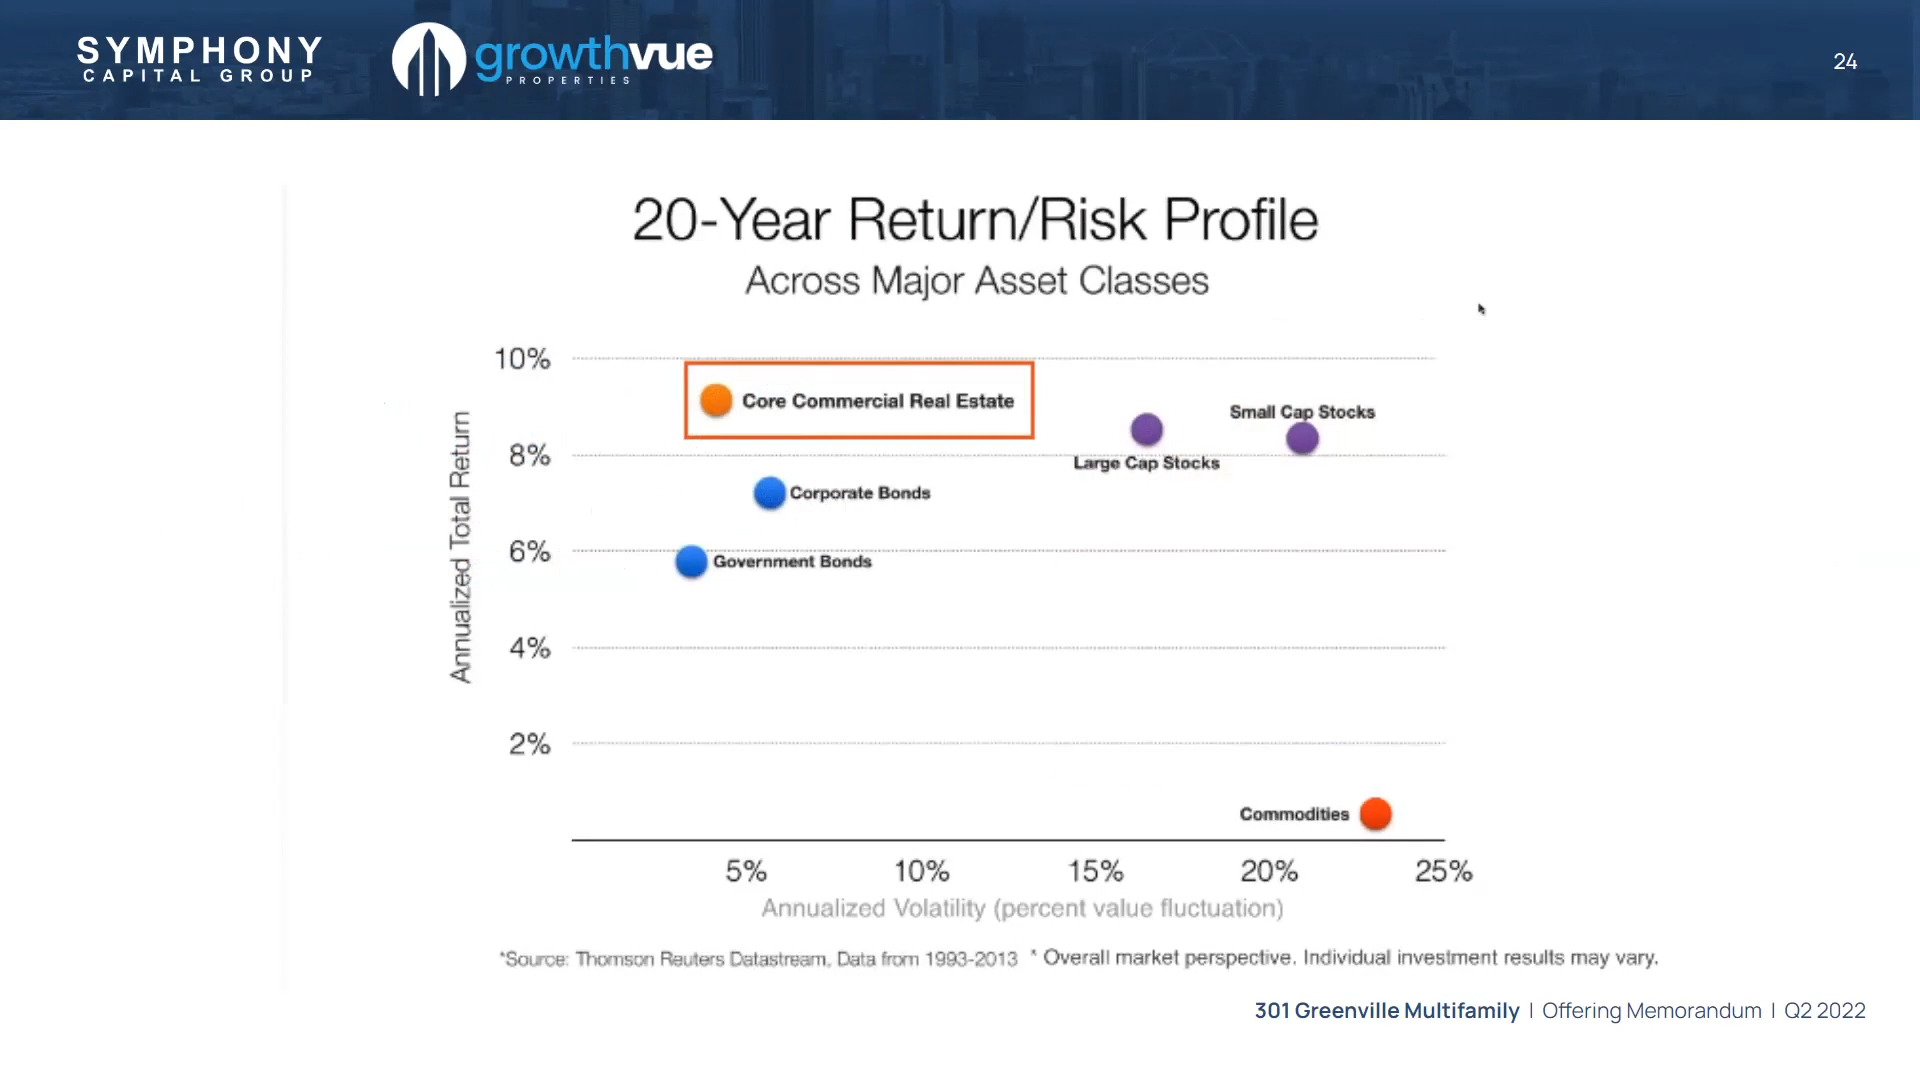 SYMPHONY
CAPITAL GROUP
growthvue
PROPERTIES
24
20-Year Return/Risk Profile
Across Major Asset Classes
10%
Core Commercial Real Estate
Small Cap Stocks
8%
Large Cap Stocks
Corporate Bonds
6%
Government Bonds
Annualized Total Return
4%
2%
Commodities
5% 10% 15% 20% 25%
Annualized Volatility (percent value fluctuation)
*Source: Thomson Reuters Datastream, Data from 1993-2013 * Overall market perspective. Individual investment results may vary.
301 Greenville Multifamily | Offering Memorandum | Q2 2022